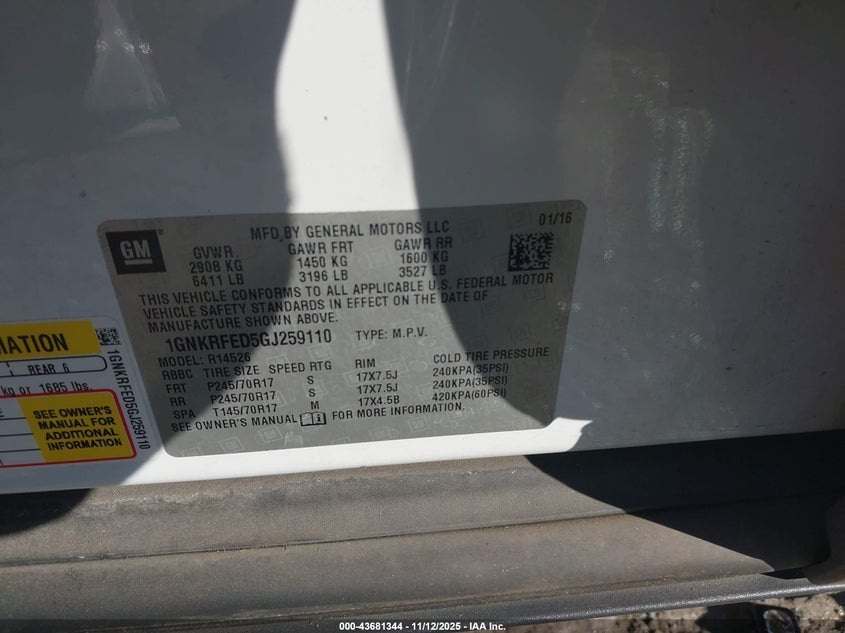 GM
MFD BY GENERAL MOTORS LLC
01/16
GVWR GAWR FRT GAWR RR
2908 KG 1450 KG 1600 KG
6411 LB 3196 LB 3527 LB
THIS VEHICLE CONFORMS TO ALL APPLICABLE U.S. FEDERAL MOTOR
VEHICLE SAFETY STANDARDS IN EFFECT ON THE DATE OF
MANUFACTURE SHOWN ABOVE.
1GNKRFED5GJ259110 TYPE: M.P.V.
MODEL: R14526
RBBC TIRE SIZE SPEED RTG RIM COLD TIRE PRESSURE
FRT P245/70R17 S 17X7.5J 240KPA(35PSI)
RR P245/70R17 S 17X7.5J 240KPA(35PSI)
SPA T145/70R17 M 17X4.5B 420KPA(60PSI)
SEE OWNER'S MANUAL FOR MORE INFORMATION.
MATION
REAR 6
kg or 1685 lbs.
SEE OWNER'S
MANUAL FOR
ADDITIONAL
INFORMATION
1GNKRFED5GJ259110
000-43681344 - 11/12/2025 - IAA Inc.